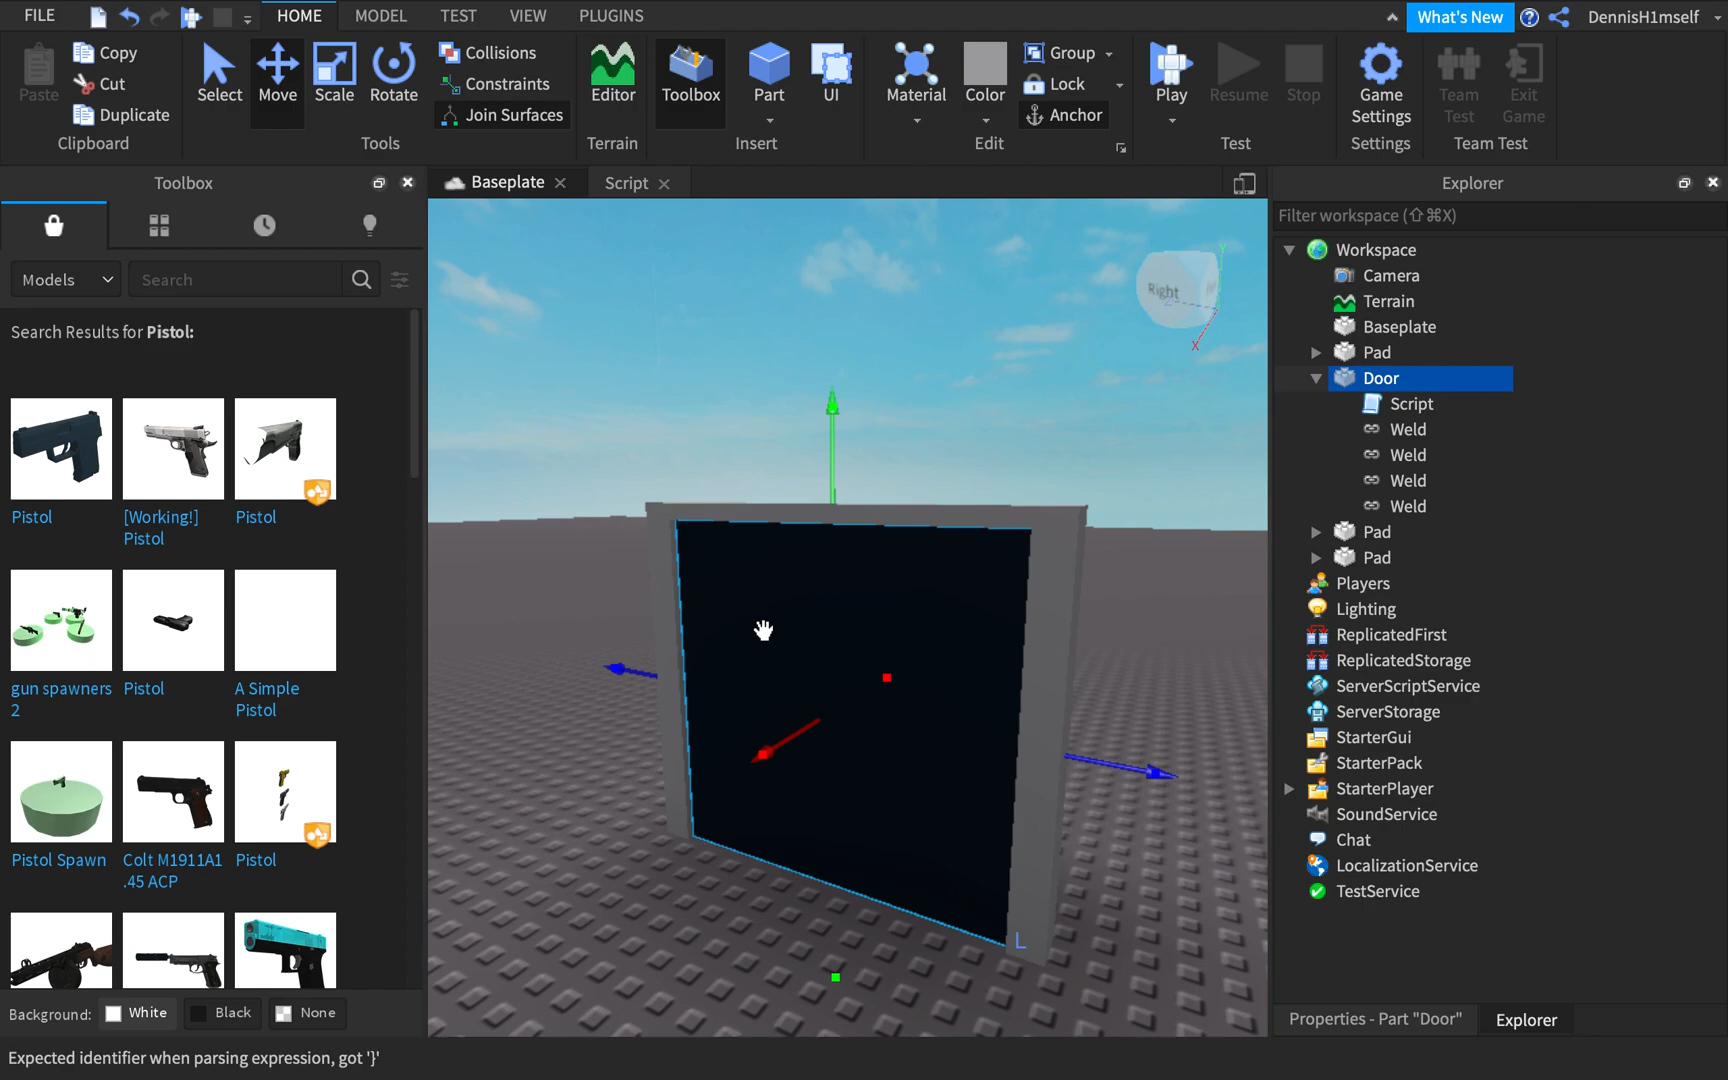 FILE
HOME
MODEL
TEST
VIEW
PLUGINS
What's New
DennisH1mself
Paste
Copy
Cut
Duplicate
Clipboard
Select
Move
Scale
Rotate
Collisions
Constraints
Join Surfaces
Tools
Editor
Terrain
Toolbox
Part
UI
Insert
Material
Color
Group
Lock
Anchor
Edit
Play
Resume
Stop
Test
Game
Settings
Settings
Team
Test
Exit
Game
Team Test
Toolbox
Models
Search
Search Results for Pistol:
Pistol
[Working!]
Pistol
Pistol
gun spawners
2
Pistol
A Simple
Pistol
Pistol Spawn
Colt M1911A1
.45 ACP
Pistol
Background:
White
Black
None
Baseplate
Script
Right
Y
X
L
Explorer
Filter workspace (⇧⌘X)
Workspace
Camera
Terrain
Baseplate
Pad
Door
Script
Weld
Weld
Weld
Weld
Pad
Pad
Players
Lighting
ReplicatedFirst
ReplicatedStorage
ServerScriptService
ServerStorage
StarterGui
StarterPack
StarterPlayer
SoundService
Chat
LocalizationService
TestService
Properties - Part "Door"
Explorer
Expected identifier when parsing expression, got '}'